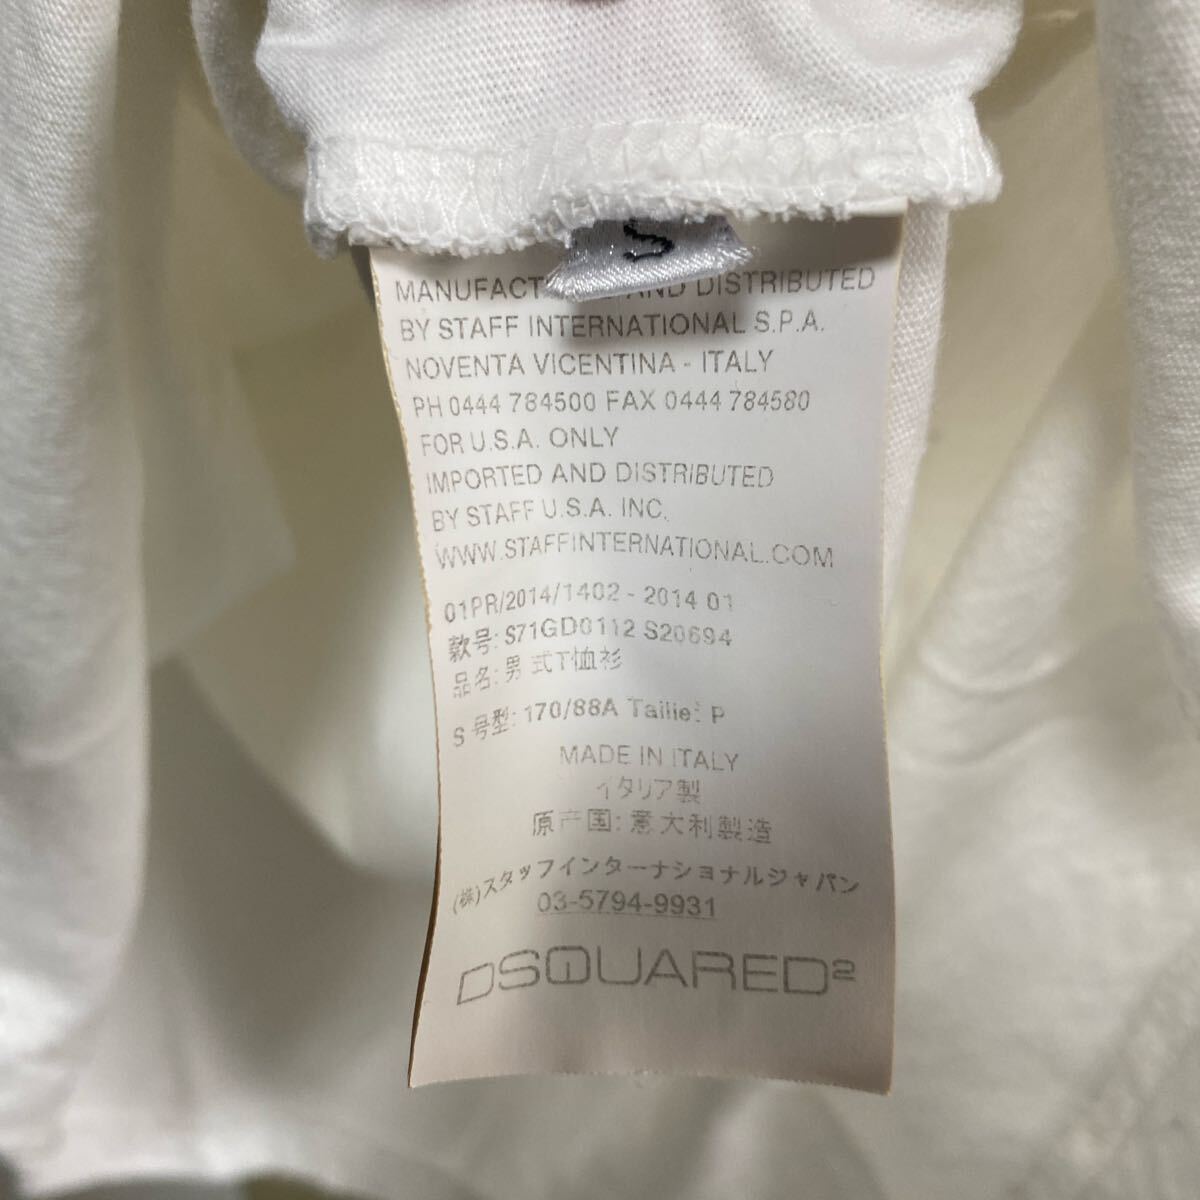 S
MANUFACT AND DISTRIBUTED
BY STAFF INTERNATIONAL S.P.A.
NOVENTA VICENTINA - ITALY
PH 0444 784500 FAX 0444 784580
FOR U.S.A. ONLY
IMPORTED AND DISTRIBUTED
BY STAFF U.S.A. INC.
WWW.STAFFINTERNATIONAL.COM
01PR/2014/1402 - 2014 01
款号: S71GD0112 S20694
品名: 男式T恤衫
S 号型: 170/88A Taille: P
MADE IN ITALY
イタリア製
原产国: 意大利製造
(株)スタッフインターナショナルジャパン
03-5794-9931
DSQUARED2